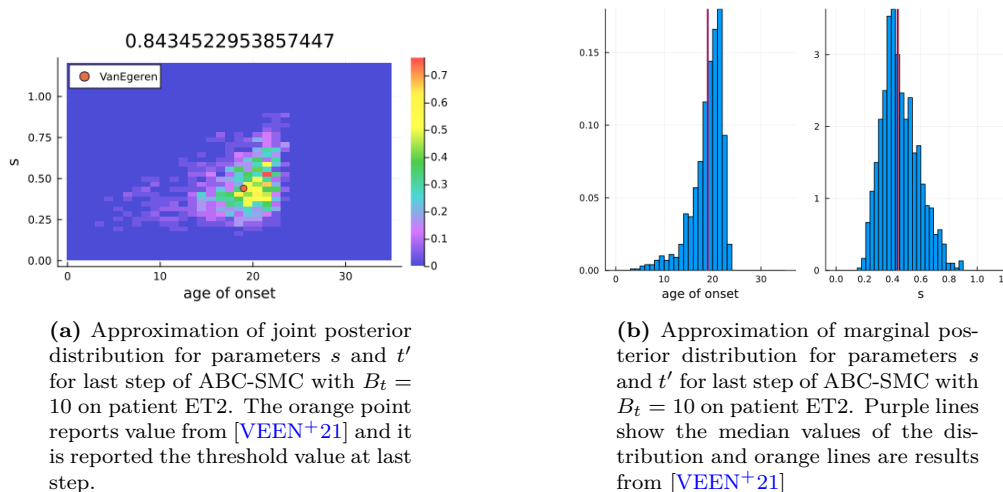 0.8434522953857447
VanEgeren
1.00
0.75
0.50
0.25
0.00
s
0
10
20
30
age of onset
0.7
0.6
0.5
0.4
0.3
0.2
0.1
0
(a) Approximation of joint posterior
distribution for parameters s and t′
for last step of ABC-SMC with B_t =
10 on patient ET2. The orange point
reports value from [VEEN⁺21] and it
is reported the threshold value at last
step.
0.15
0.10
0.05
0.00
0
10
20
30
age of onset
3
2
1
0
0.0
0.2
0.4
0.6
0.8
1.0
s
(b) Approximation of marginal pos-
terior distribution for parameters s
and t′ for last step of ABC-SMC with
B_t = 10 on patient ET2. Purple lines
show the median values of the dis-
tribution and orange lines are results
from [VEEN⁺21]